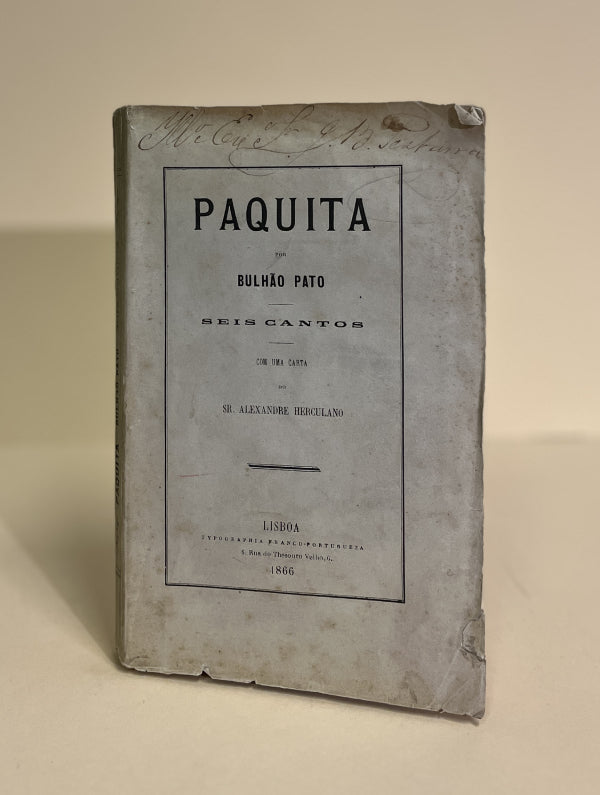 PAQUITA
POR
BULHÃO PATO
SEIS CANTOS
COM UMA CARTA
DO
SR. ALEXANDRE HERCULANO
LISBOA
TYPOGRAPHIA FRANCO-PORTUGUEZA
6, Rua do Thesouro Velho, 6.
1866